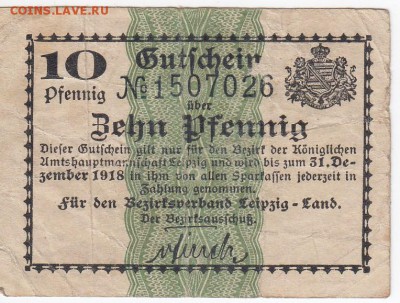 COINS.LAVE.RU
10 Gutschein
Pfennig № 1507026
über
Zehn Pfennig
Dieser Gutschein gilt nur für den Bezirk der Königlichen
Amtshauptmannschaft Leipzig und wird bis zum 31. De-
zember 1918 in ihm von allen Sparkassen jederzeit in
Zahlung genommen.
Für den Bezirksverband Leipzig-Land.
Der Bezirksausschuß.